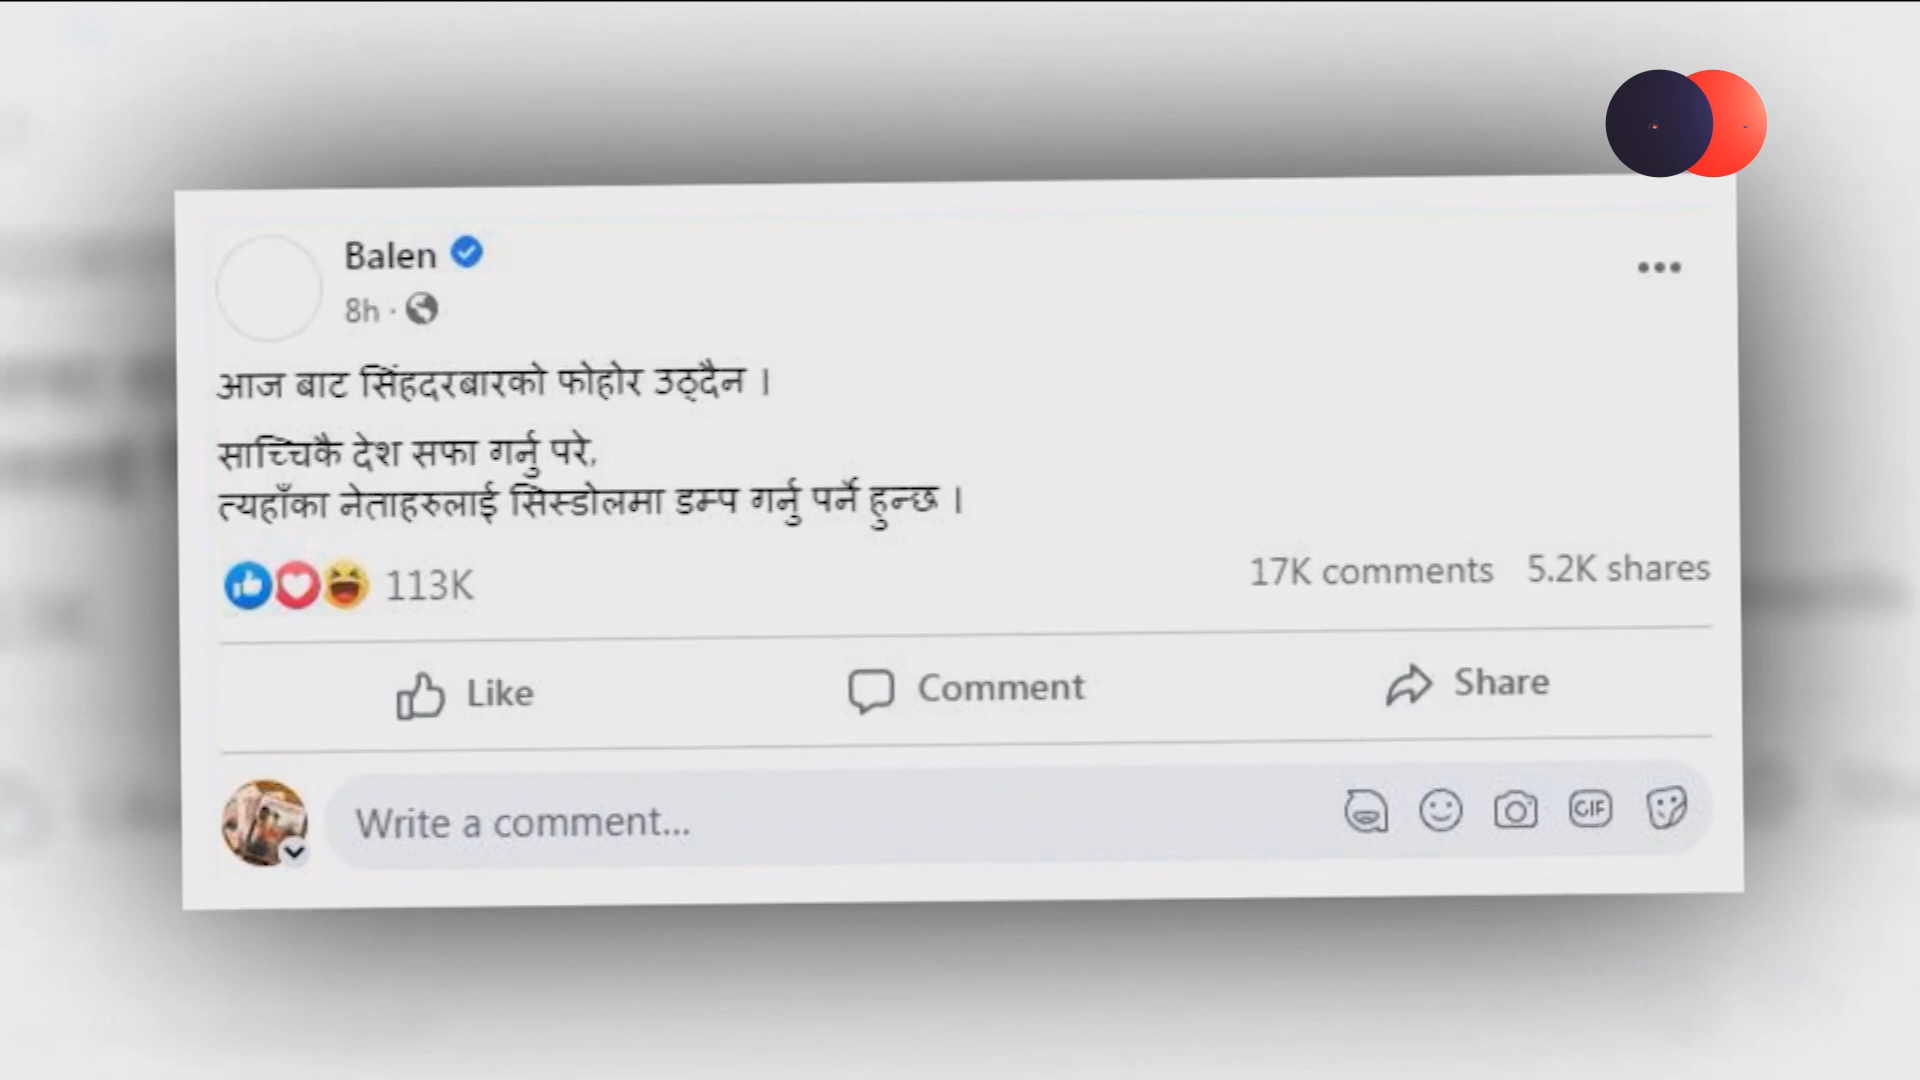 Balen
8h ·
आज बाट सिंहदरबारको फोहोर उठ्दैन ।
साच्चिकै देश सफा गर्नु परे,
त्यहाँका नेताहरुलाई सिस्डोलमा डम्प गर्नु पर्ने हुन्छ ।
113K 17K comments 5.2K shares
Like Comment Share
Write a comment... GIF